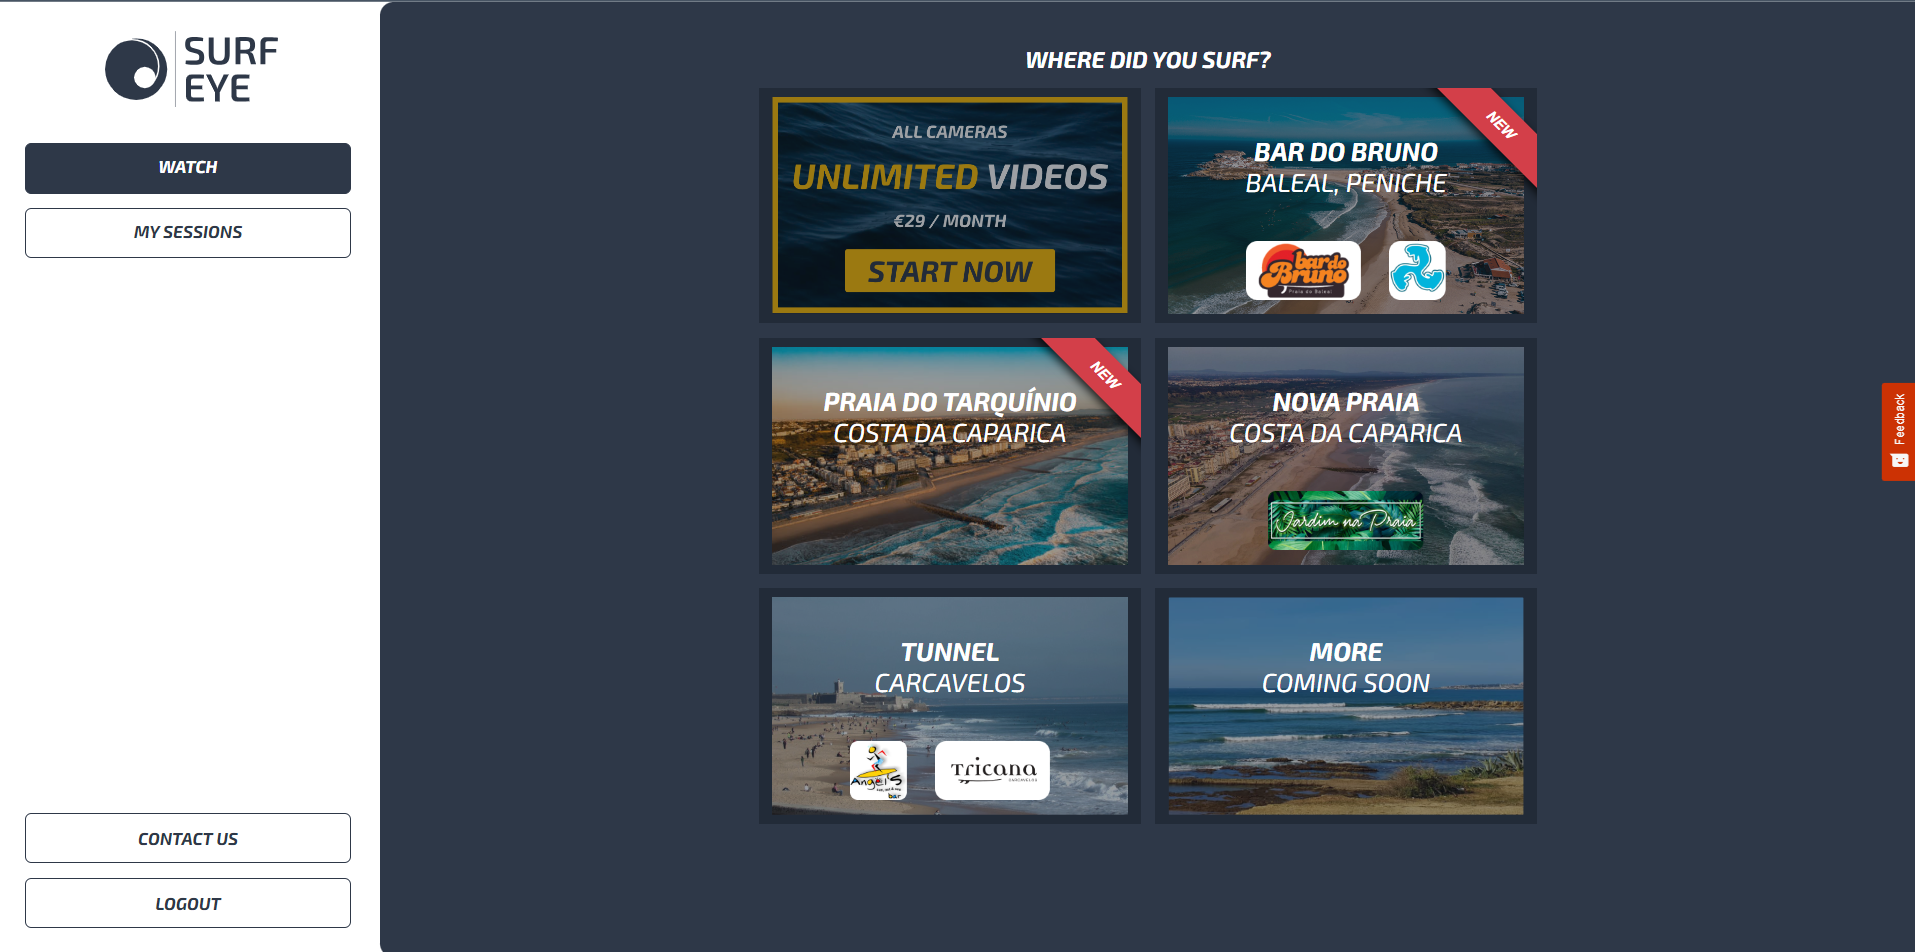 SURF
EYE
WATCH
MY SESSIONS
CONTACT US
LOGOUT
WHERE DID YOU SURF?
ALL CAMERAS
UNLIMITED VIDEOS
€29 / MONTH
START NOW
NEW
BAR DO BRUNO
BALEAL, PENICHE
bar do
Bruno
Praia do Baleal
NEW
PRAIA DO TARQUÍNIO
COSTA DA CAPARICA
NOVA PRAIA
COSTA DA CAPARICA
Jardim na Praia
TUNNEL
CARCAVELOS
Angel'S
bar
Tricana
CARCAVELOS
MORE
COMING SOON
Feedback